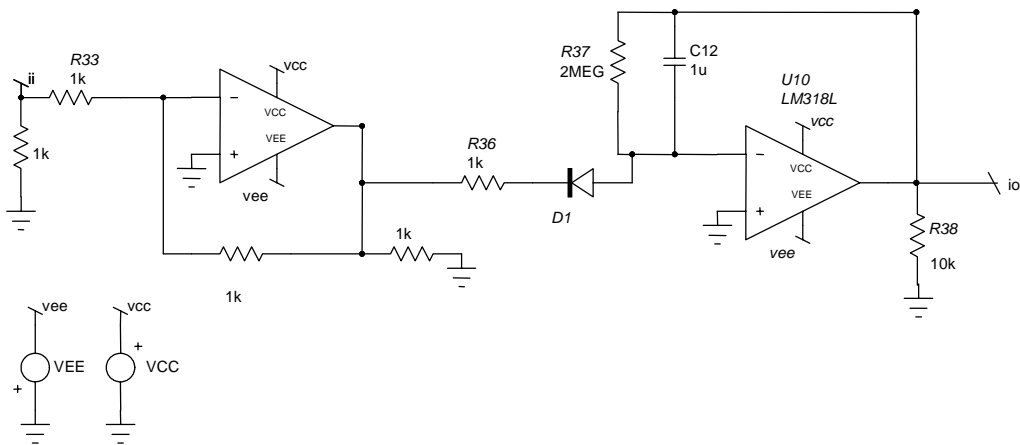 R37
2MEG
C12
1u
R33
1k
ii
vcc
U10
LM318L
vcc
−
VCC
VEE
+
1k
vee
R36
1k
−
VCC
VEE
+
D1
vee
io
R38
10k
1k
1k
vee
vcc
+
VEE
+
VCC